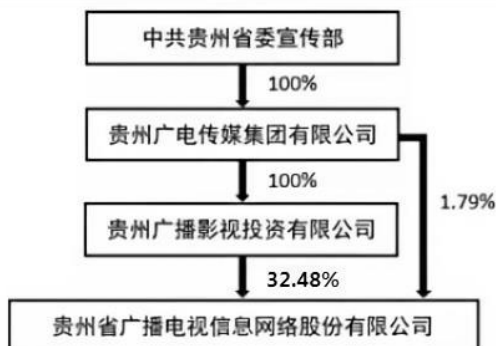 中共贵州省委宣传部
100%
贵州广电传媒集团有限公司
100%
1.79%
贵州广播影视投资有限公司
32.48%
贵州省广播电视信息网络股份有限公司